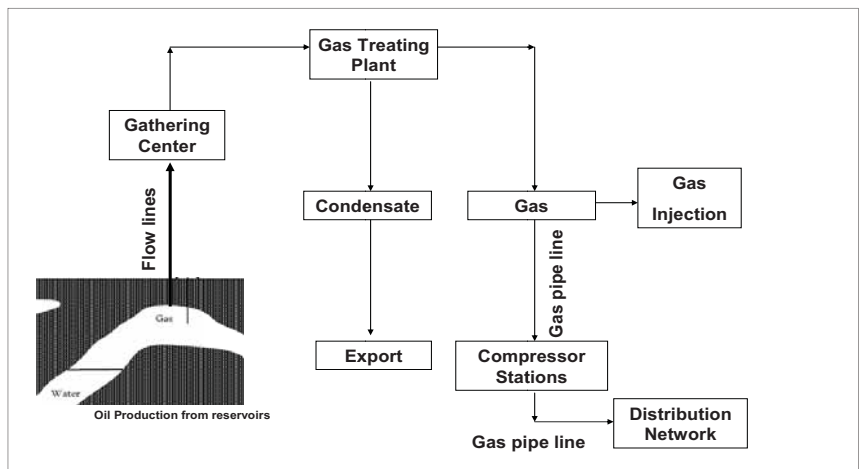 Gas Treating
Plant
Gathering
Center
Flow lines
Condensate
Gas
Gas
Injection
Gas pipe line
Export
Compressor
Stations
Gas
Water
Oil Production from reservoirs
Gas pipe line
Distribution
Network